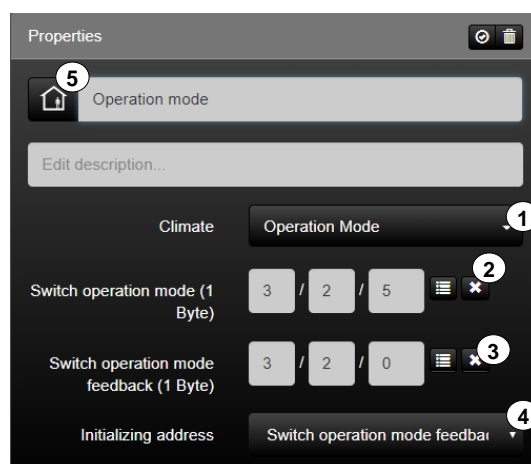 Properties
5
Operation mode
Edit description...
Climate
Operation Mode
1
2
Switch operation mode (1
Byte)
3 / 2 / 5
3
Switch operation mode
feedback (1 Byte)
3 / 2 / 0
4
Initializing address
Switch operation mode feedbac